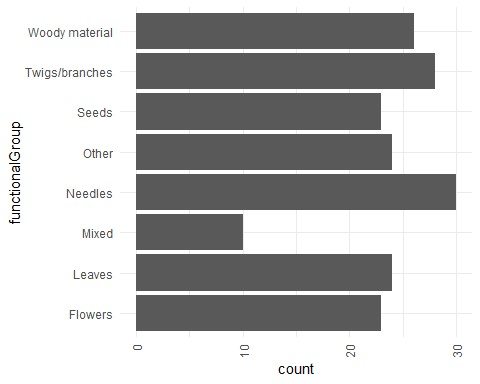 Woody material
Twigs/branches
Seeds
Other
Needles
Mixed
Leaves
Flowers
functionalGroup
0
10
20
30
count